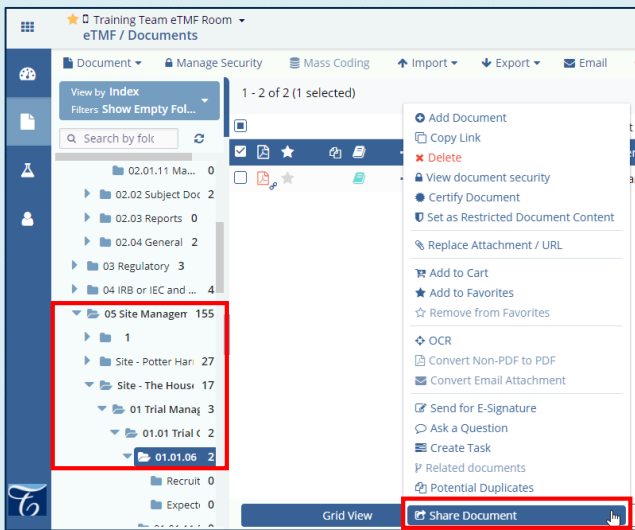 Training Team eTMF Room
eTMF / Documents
Document
Manage Security
Mass Coding
Import
Export
Email
View by Index
Filters Show Empty Fol...
1 - 2 of 2 (1 selected)
Search by folc
02.01.11 Ma... 0
02.02 Subject Doc 2
02.03 Reports 0
02.04 General 2
03 Regulatory 3
04 IRB or IEC and ... 4
05 Site Managem 155
1
Site - Potter Harr 27
Site - The House 17
01 Trial Manag 3
01.01 Trial C 2
01.01.06 2
Recruit 0
Expect 0
Add Document
Copy Link
Delete
View document security
Certify Document
Set as Restricted Document Content
Replace Attachment / URL
Add to Cart
Add to Favorites
Remove from Favorites
OCR
Convert Non-PDF to PDF
Convert Email Attachment
Send for E-Signature
Ask a Question
Create Task
Related documents
Potential Duplicates
Share Document
Grid View